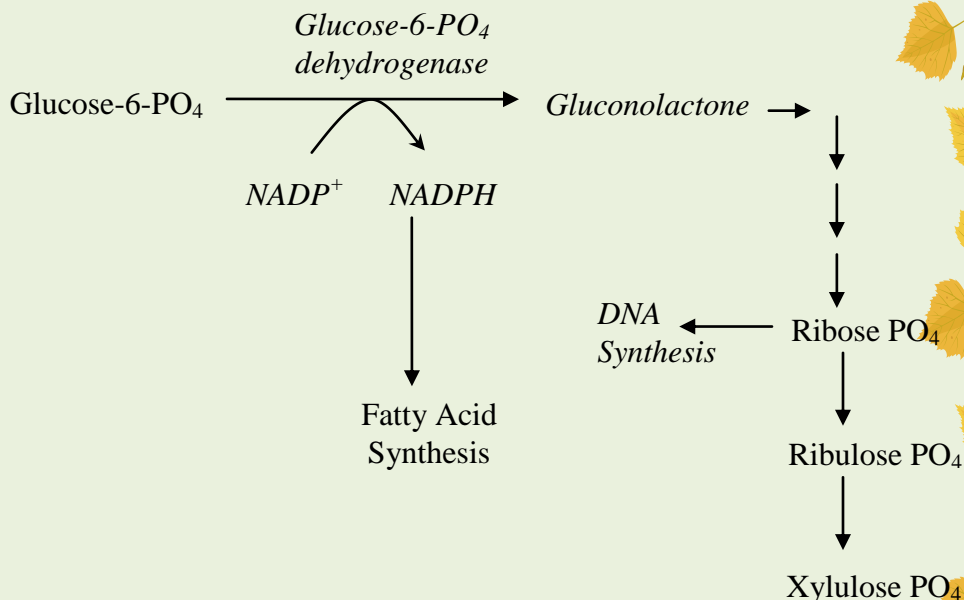 Glucose-6-PO₄
dehydrogenase
Glucose-6-PO₄
Gluconolactone
NADP⁺
NADPH
DNA
Synthesis
Ribose PO₄
Fatty Acid
Synthesis
Ribulose PO₄
Xylulose PO₄